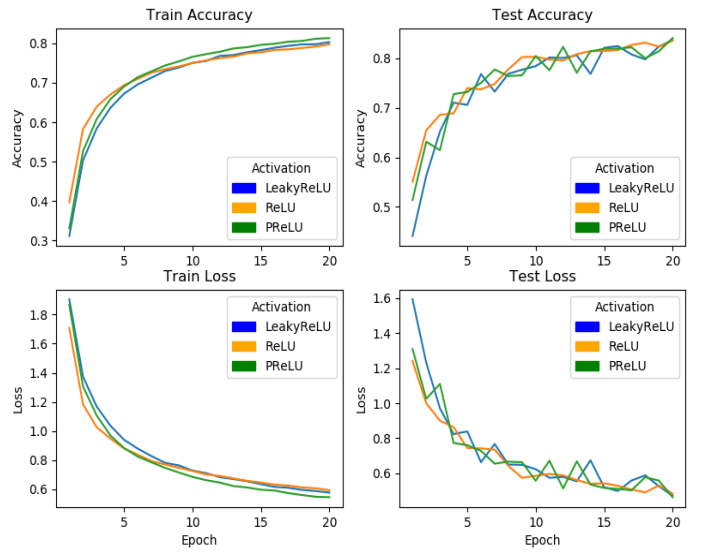 Train Accuracy
Accuracy
0.8
0.7
0.6
0.5
0.4
0.3
5
10
15
20
Activation
LeakyReLU
ReLU
PReLU
Test Accuracy
Accuracy
0.8
0.7
0.6
0.5
5
10
15
20
Activation
LeakyReLU
ReLU
PReLU
Train Loss
Loss
1.8
1.6
1.4
1.2
1.0
0.8
0.6
5
10
15
20
Epoch
Activation
LeakyReLU
ReLU
PReLU
Test Loss
Loss
1.6
1.4
1.2
1.0
0.8
0.6
5
10
15
20
Epoch
Activation
LeakyReLU
ReLU
PReLU